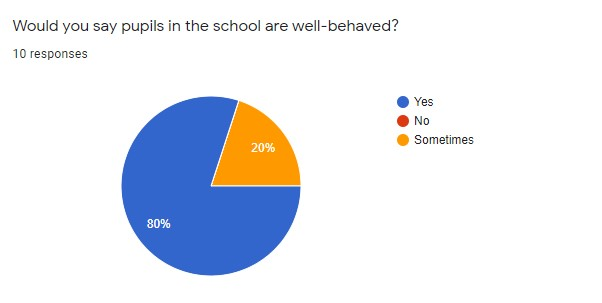 Would you say pupils in the school are well-behaved?
10 responses
Yes
No
Sometimes
20%
80%